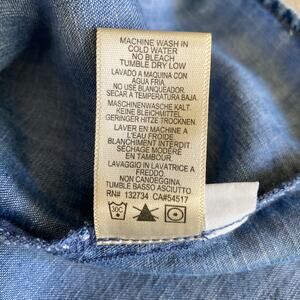 MACHINE WASH IN
COLD WATER
NO BLEACH
TUMBLE DRY LOW
LAVADO A MAQUINA CON
AGUA FRIA.
NO USE BLANQUEADOR.
SECAR A TEMPERATURA BAJA.
MASCHINENWASCHE KALT.
KEINE BLEICHMITTEL.
GERINGER HITZE TROCKNEN.
LAVER EN MACHINE A
L'EAU FROIDE.
BLANCHIMENT INTERDIT.
SÉCHAGE MODÉRÉ
EN TAMBOUR.
LAVAGGIO IN LAVATRICE A
FREDDO.
NON CANDEGGINA
TUMBLE BASSO ASCIUTTO
RN# 132734 CA#54517
30C